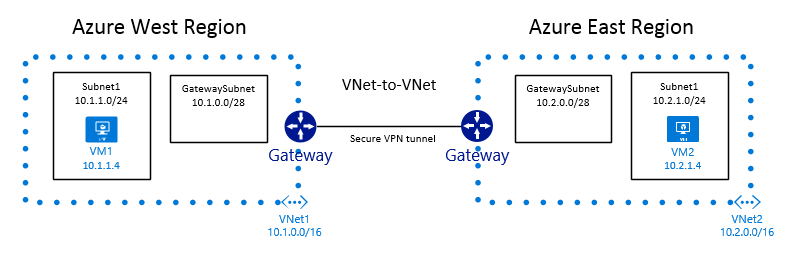 Azure West Region
Azure East Region
Subnet1
10.1.1.0/24
VM1
10.1.1.4
GatewaySubnet
10.1.0.0/28
Gateway
VNet1
10.1.0.0/16
VNet-to-VNet
Secure VPN tunnel
Gateway
GatewaySubnet
10.2.0.0/28
Subnet1
10.2.1.0/24
VM2
10.2.1.4
VNet2
10.2.0.0/16